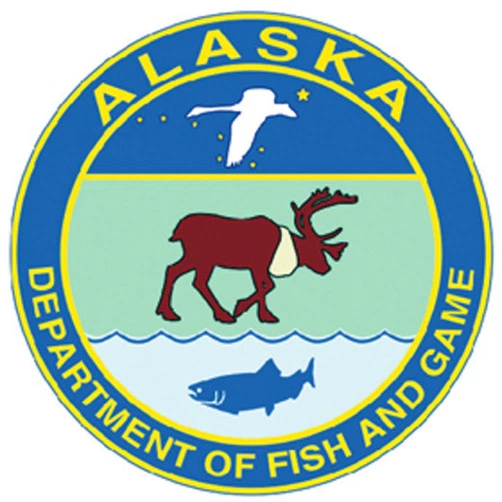 ALASKA
DEPARTMENT OF FISH AND GAME